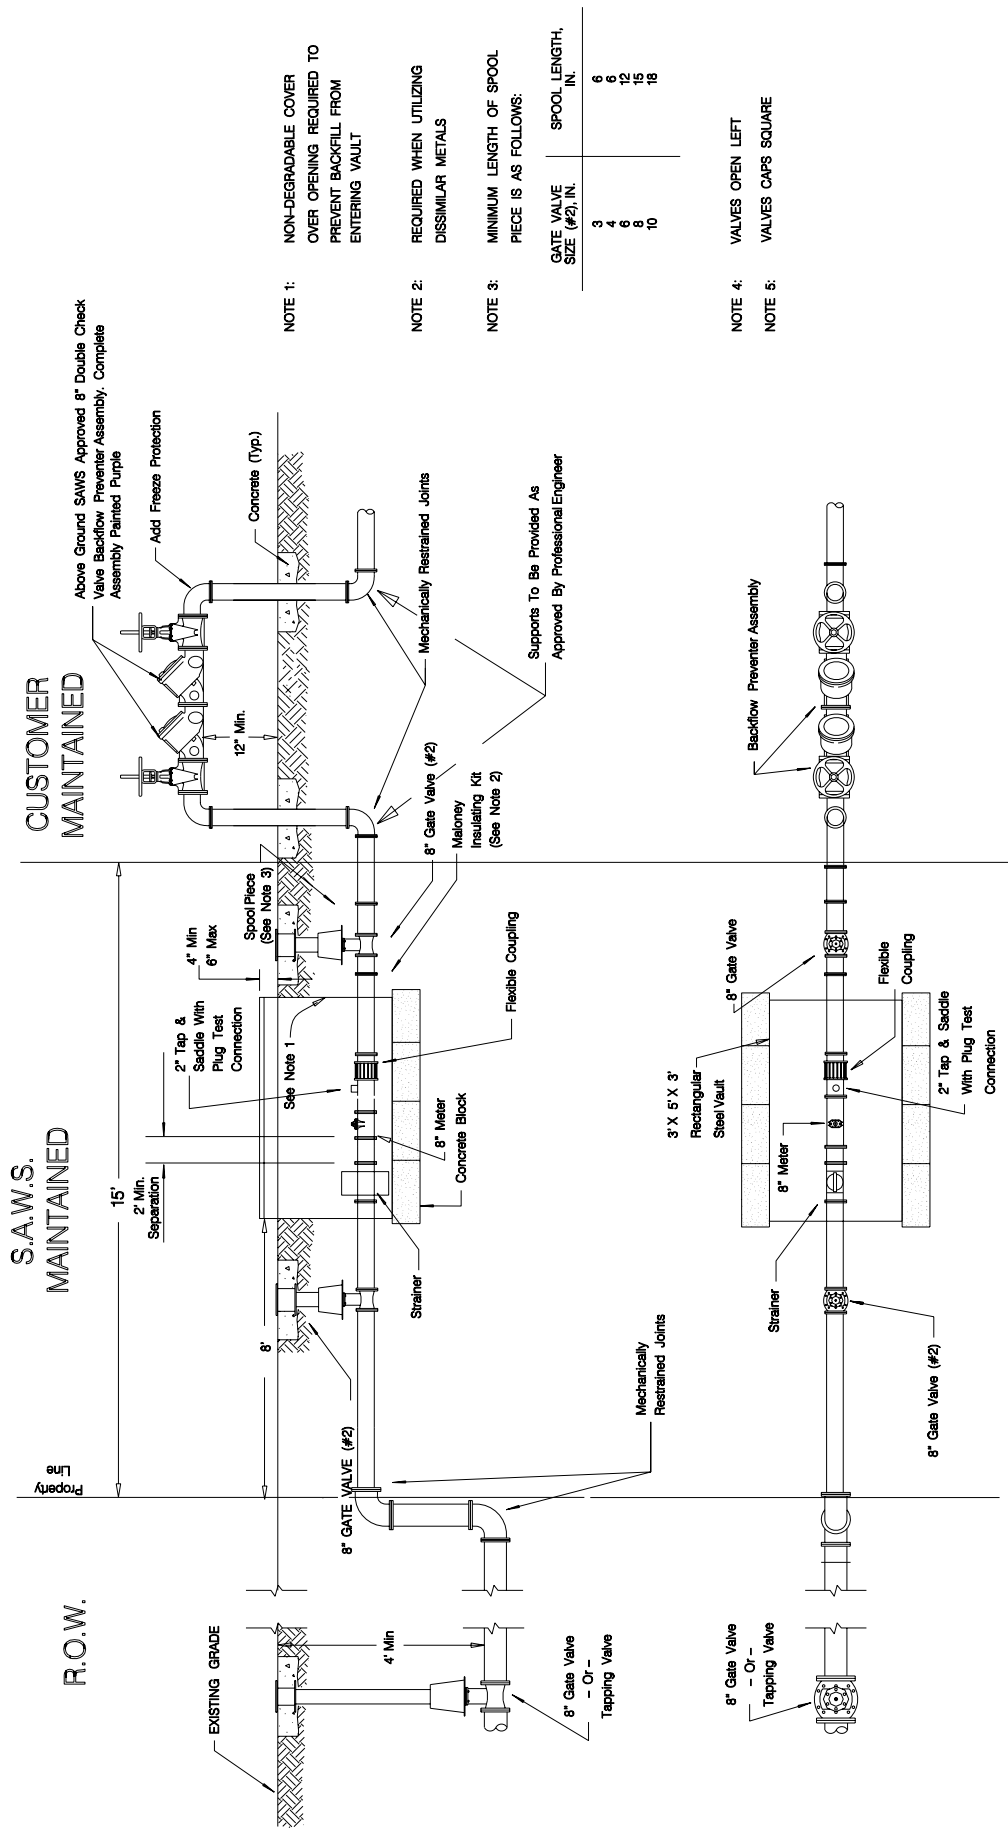 R.O.W.
S.A.W.S.
MAINTAINED
CUSTOMER
MAINTAINED
Property
Line
15'
8'
2' Min.
Separation
2" Tap &
Saddle With
Plug Test
Connection
4" Min
6" Max
Spool Piece
(See Note 3)
See Note 1
12" Min.
Above Ground SAWS Approved 8" Double Check
Valve Backflow Preventer Assembly. Complete
Assembly Painted Purple
Add Freeze Protection
Concrete (Typ.)
EXISTING GRADE
4' Min
8" Gate Valve
- Or -
Tapping Valve
8" GATE VALVE (#2)
Mechanically
Restrained Joints
Strainer
8" Meter
Concrete Block
Flexible Coupling
8" Gate Valve (#2)
Maloney
Insulating Kit
(See Note 2)
Mechanically Restrained Joints
Supports To Be Provided As
Approved By Professional Engineer
8" Gate Valve
- Or -
Tapping Valve
8" Gate Valve (#2)
Strainer
8" Meter
3' X 5' X 3'
Rectangular
Steel Vault
8" Gate Valve
Flexible
Coupling
2" Tap & Saddle
With Plug Test
Connection
Backflow Preventer Assembly
NOTE 1: NON-DEGRADABLE COVER
OVER OPENING REQUIRED TO
PREVENT BACKFILL FROM
ENTERING VAULT
NOTE 2: REQUIRED WHEN UTILIZING
DISSIMILAR METALS
NOTE 3: MINIMUM LENGTH OF SPOOL
PIECE IS AS FOLLOWS:
GATE VALVE SPOOL LENGTH,
SIZE (#2), IN. IN.
3 6
4 6
6 12
8 15
10 18
NOTE 4: VALVES OPEN LEFT
NOTE 5: VALVES CAPS SQUARE